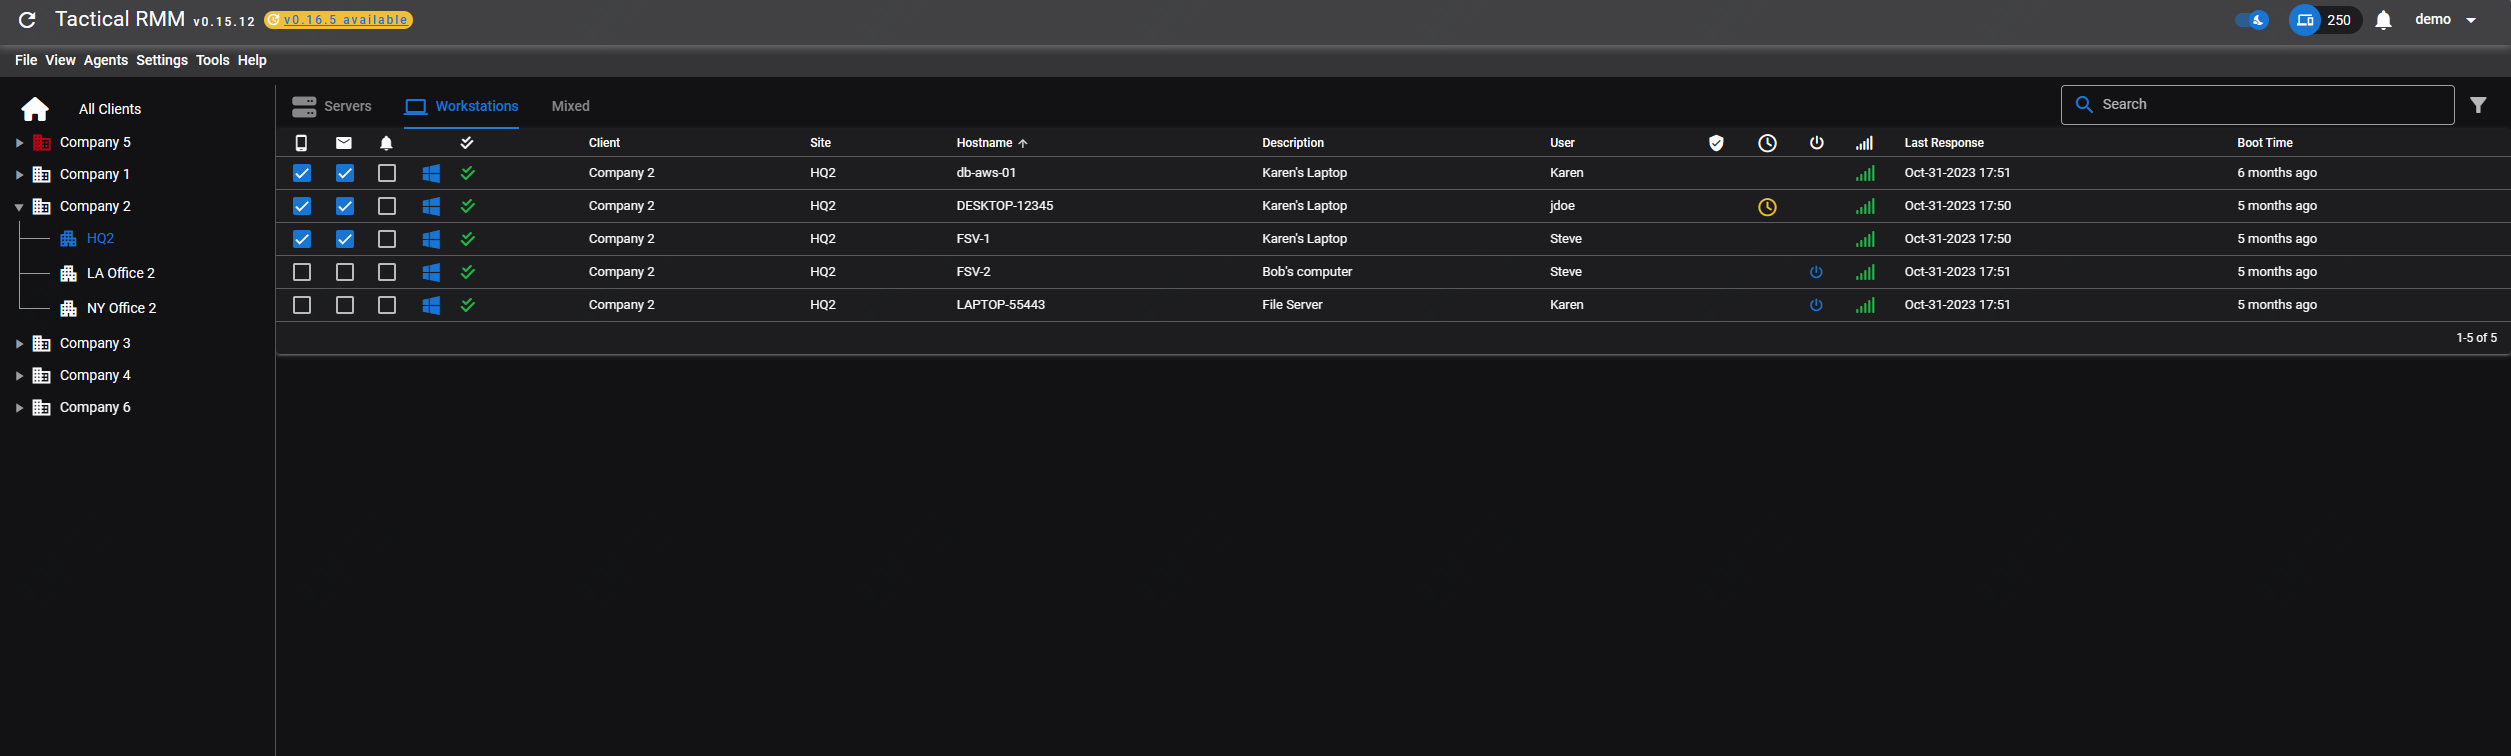 Tactical RMM v0.15.12 v0.16.5 available 250 demo
File View Agents Settings Tools Help
All Clients
Company 5
Company 1
Company 2
HQ2
LA Office 2
NY Office 2
Company 3
Company 4
Company 6
Servers Workstations Mixed Search
Client Site Hostname Description User Last Response Boot Time
Company 2 HQ2 db-aws-01 Karen's Laptop Karen Oct-31-2023 17:51 6 months ago
Company 2 HQ2 DESKTOP-12345 Karen's Laptop jdoe Oct-31-2023 17:50 5 months ago
Company 2 HQ2 FSV-1 Karen's Laptop Steve Oct-31-2023 17:50 5 months ago
Company 2 HQ2 FSV-2 Bob's computer Steve Oct-31-2023 17:51 5 months ago
Company 2 HQ2 LAPTOP-55443 File Server Karen Oct-31-2023 17:51 5 months ago
1-5 of 5